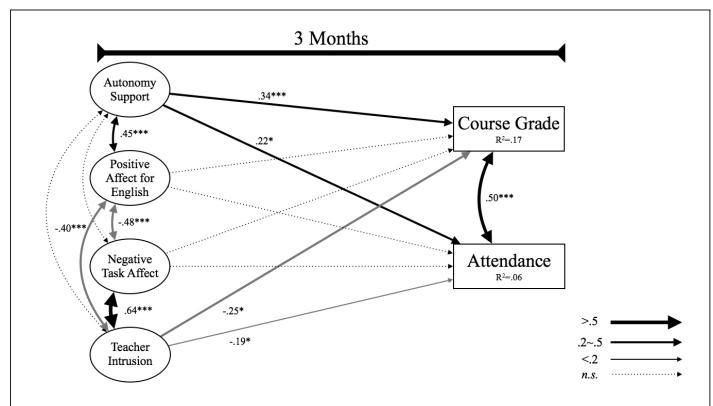 3 Months
Autonomy
Support
.34***
Course Grade
R²=.17
.45***
.22*
Positive
Affect for
English
.50***
-.40***
-.48***
Negative
Task Affect
Attendance
R²=.06
.64***
-.25*
>.5
-.19*
.2~.5
Teacher
Intrusion
<.2
n.s.